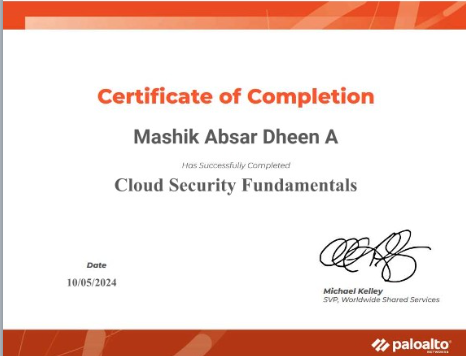 Certificate of Completion
Mashik Absar Dheen A
Has Successfully Completed
Cloud Security Fundamentals
Date
10/05/2024
Michael Kelley
SVP, Worldwide Shared Services
paloalto
NETWORKS